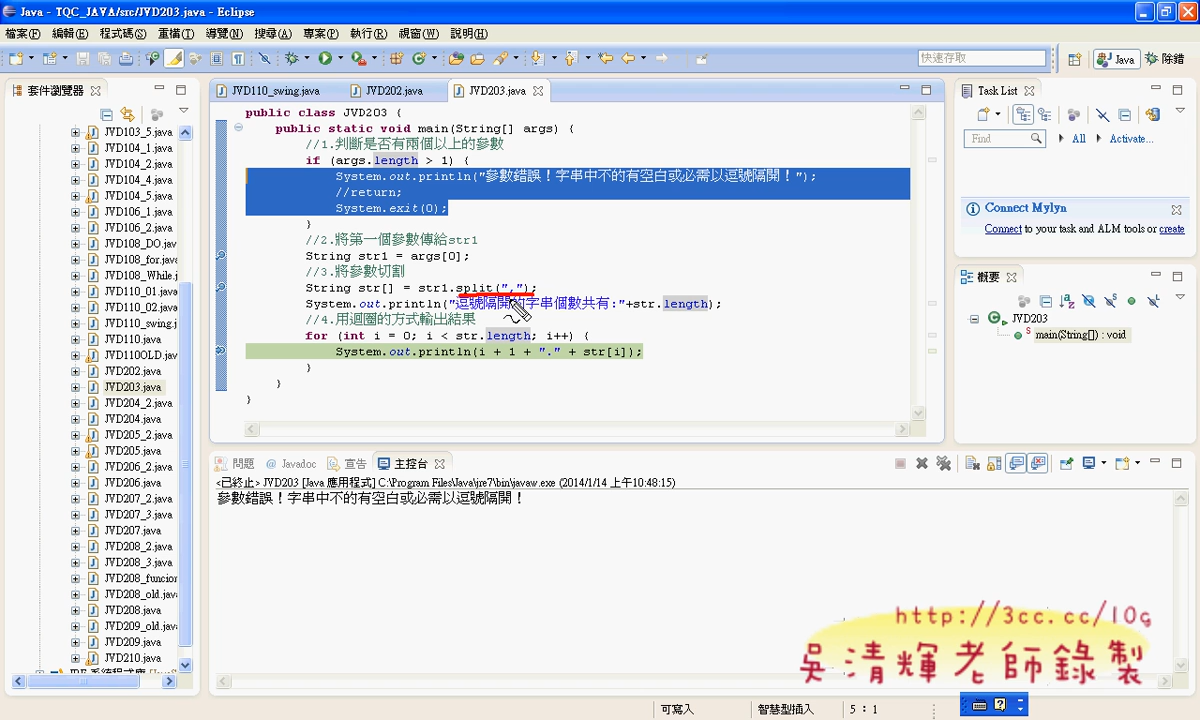 Java - TQC_JAVA/src/JVD203.java - Eclipse
檔案(F) 編輯(E) 程式碼(S) 重構(T) 導覽(N) 搜尋(A) 專案(P) 執行(R) 視窗(W) 說明(H)
快速存取
Java
除錯
套件瀏覽器
JVD103_5.java
JVD104_1.java
JVD104_2.java
JVD104_4.java
JVD104_5.java
JVD106_1.java
JVD106_2.java
JVD108_DO.jav
JVD108_for.java
JVD108_While.j
JVD110_01.java
JVD110_02.java
JVD110_swing.j
JVD110.java
JVD110OLD.jav
JVD202.java
JVD203.java
JVD204_2.java
JVD204.java
JVD205_2.java
JVD205.java
JVD206_2.java
JVD206.java
JVD207_2.java
JVD207_3.java
JVD207.java
JVD208_2.java
JVD208_3.java
JVD208_funcion
JVD208_old.java
JVD208.java
JVD209_old.java
JVD209.java
JVD210.java
JVD110_swing.java JVD202.java JVD203.java
public class JVD203 {
public static void main(String[] args) {
//1.判斷是否有兩個以上的參數
if (args.length > 1) {
System.out.println("參數錯誤！字串中不的有空白或必需以逗號隔開！");
//return;
System.exit(0);
}
//2.將第一個參數傳給str1
String str1 = args[0];
//3.將參數切割
String str[] = str1.split(",");
System.out.println("逗號隔開的字串個數共有:"+str.length);
//4.用迴圈的方式輸出結果
for (int i = 0; i < str.length; i++) {
System.out.println(i + 1 + "." + str[i]);
}
}
}
Task List
Find
All
Activate...
Connect Mylyn
Connect to your task and ALM tools or create
概要
JVD203
main(String[]) : void
問題 @ Javadoc 宣告 主控台
<已終止> JVD203 [Java 應用程式] C:\Program Files\Java\jre7\bin\javaw.exe (2014/1/14 上午10:48:15)
參數錯誤！字串中不的有空白或必需以逗號隔開！
http://3cc.cc/10g
吳清輝老師錄製
可寫入
智慧型插入
5 : 1